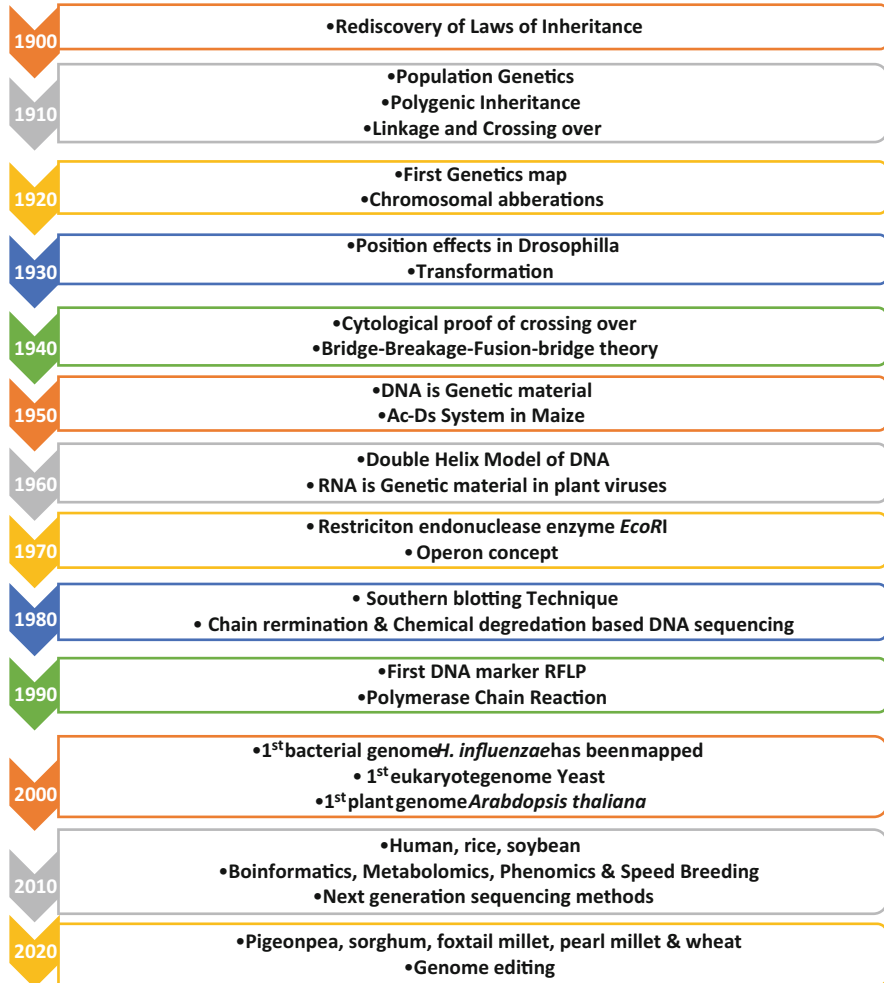 1900
•Rediscovery of Laws of Inheritance
1910
•Population Genetics
•Polygenic Inheritance
•Linkage and Crossing over
1920
•First Genetics map
•Chromosomal abberations
1930
•Position effects in Drosophilla
•Transformation
1940
•Cytological proof of crossing over
•Bridge-Breakage-Fusion-bridge theory
1950
•DNA is Genetic material
•Ac-Ds System in Maize
1960
•Double Helix Model of DNA
• RNA is Genetic material in plant viruses
1970
• Restriciton endonuclease enzyme EcoRI
• Operon concept
1980
• Southern blotting Technique
• Chain rermination & Chemical degredation based DNA sequencing
1990
•First DNA marker RFLP
•Polymerase Chain Reaction
2000
•1st bacterial genomeH. influenzaehas beenmapped
• 1st eukaryotegenome Yeast
•1st plantgenomeArabdopsis thaliana
2010
•Human, rice, soybean
•Boinformatics, Metabolomics, Phenomics & Speed Breeding
•Next generation sequencing methods
2020
•Pigeonpea, sorghum, foxtail millet, pearl millet & wheat
•Genome editing